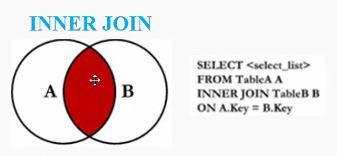 INNER JOIN
A
B
SELECT <select_list>
FROM TableA A
INNER JOIN TableB B
ON A.Key = B.Key